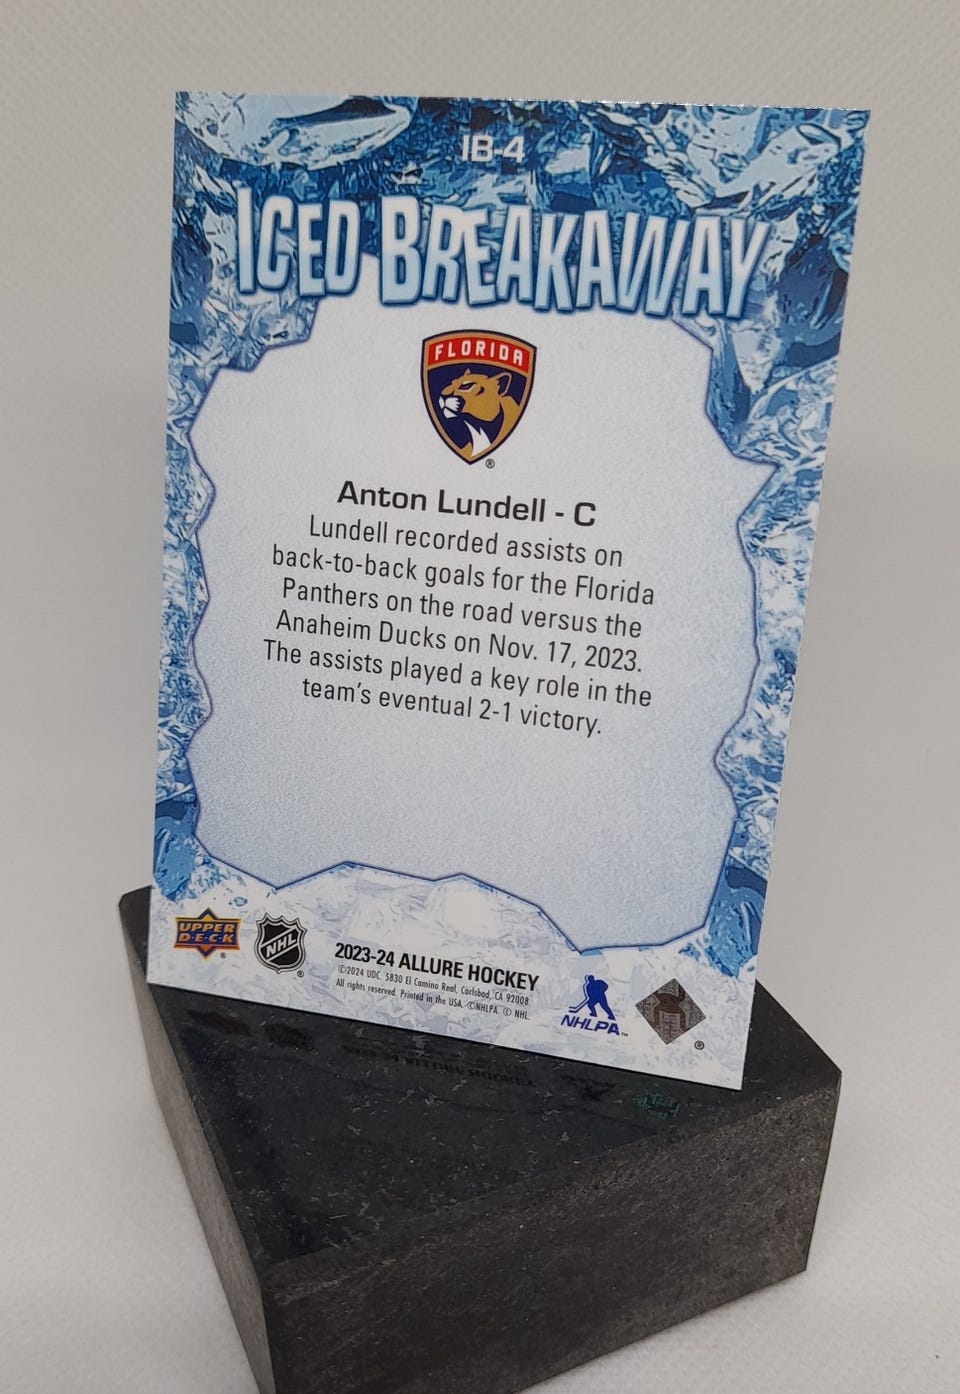 IB-4
ICED BREAKAWAY
FLORIDA
®
Anton Lundell - C
Lundell recorded assists on
back-to-back goals for the Florida
Panthers on the road versus the
Anaheim Ducks on Nov. 17, 2023.
The assists played a key role in the
team's eventual 2-1 victory.
UPPER
D·E·C·K
®
NHL
®
2023-24 ALLURE HOCKEY
©2024 UDC. 5830 El Camino Real, Carlsbad, CA 92008.
All rights reserved. Printed in the USA. ©NHLPA. © NHL.
NHLPA™
®